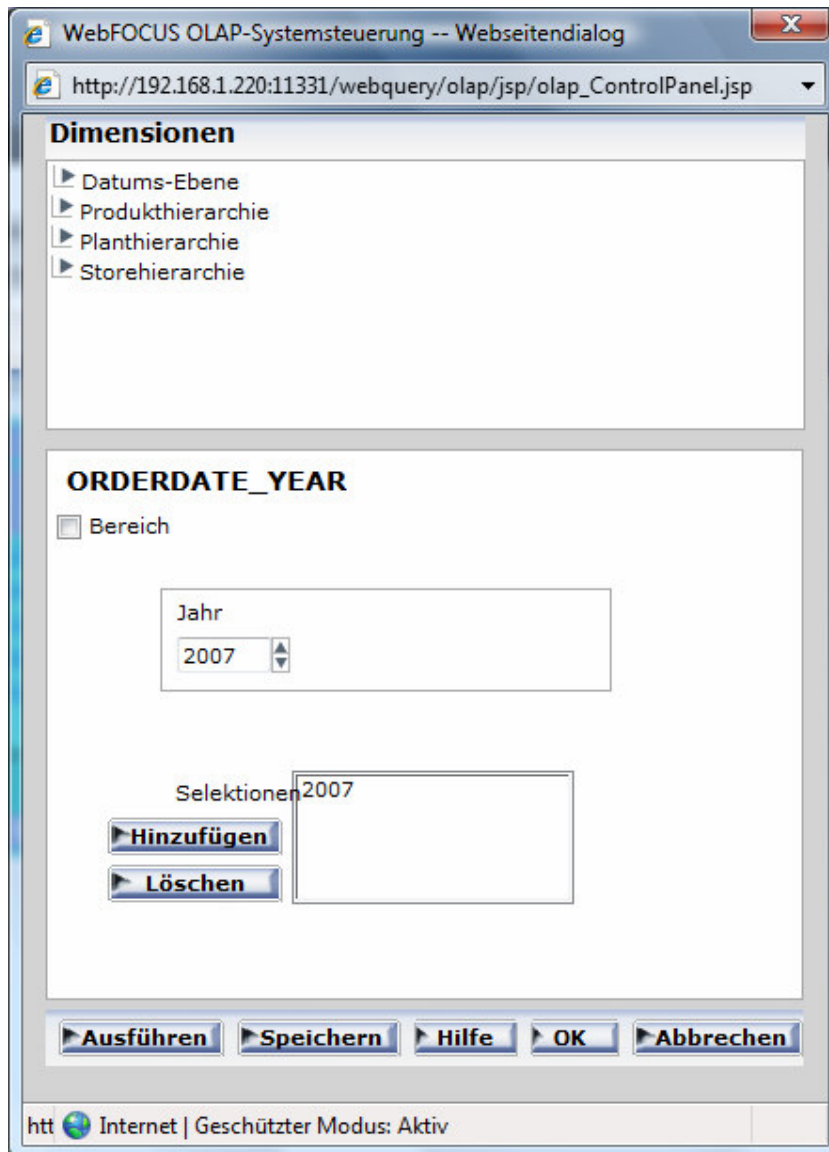 WebFOCUS OLAP-Systemsteuerung -- Webseitendialog
http://192.168.1.220:11331/webquery/olap/jsp/olap_ControlPanel.jsp
Dimensionen
Datums-Ebene
Produkthierarchie
Planthierarchie
Storehierarchie
ORDERDATE_YEAR
Bereich
Jahr
2007
Selektionen 2007
Hinzufügen
Löschen
Ausführen Speichern Hilfe OK Abbrechen
htt Internet | Geschützter Modus: Aktiv